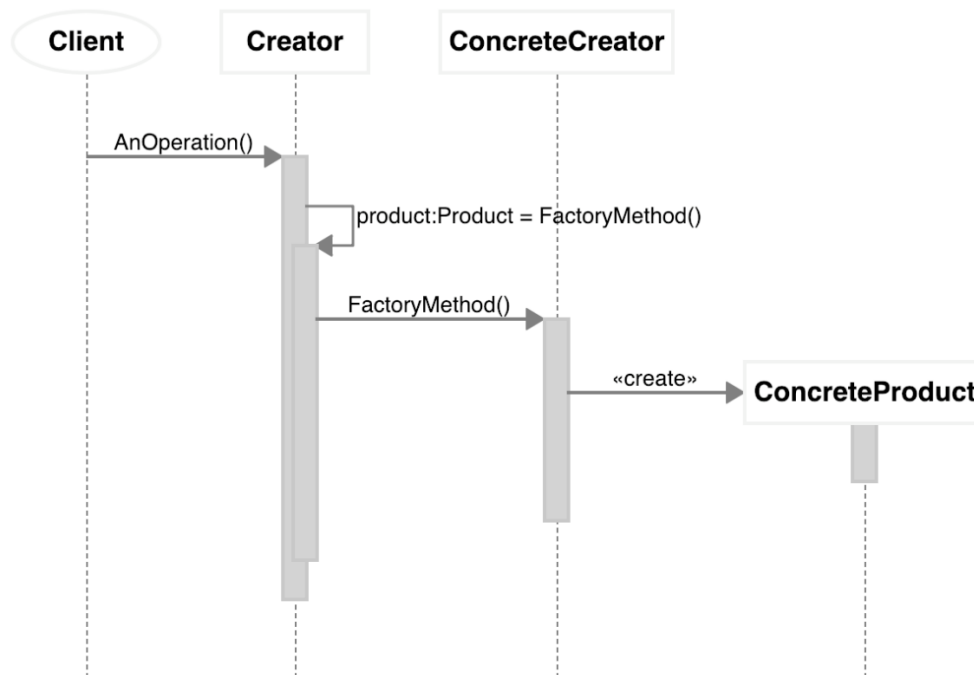 Client
Creator
ConcreteCreator
AnOperation()
product:Product = FactoryMethod()
FactoryMethod()
«create»
ConcreteProduct